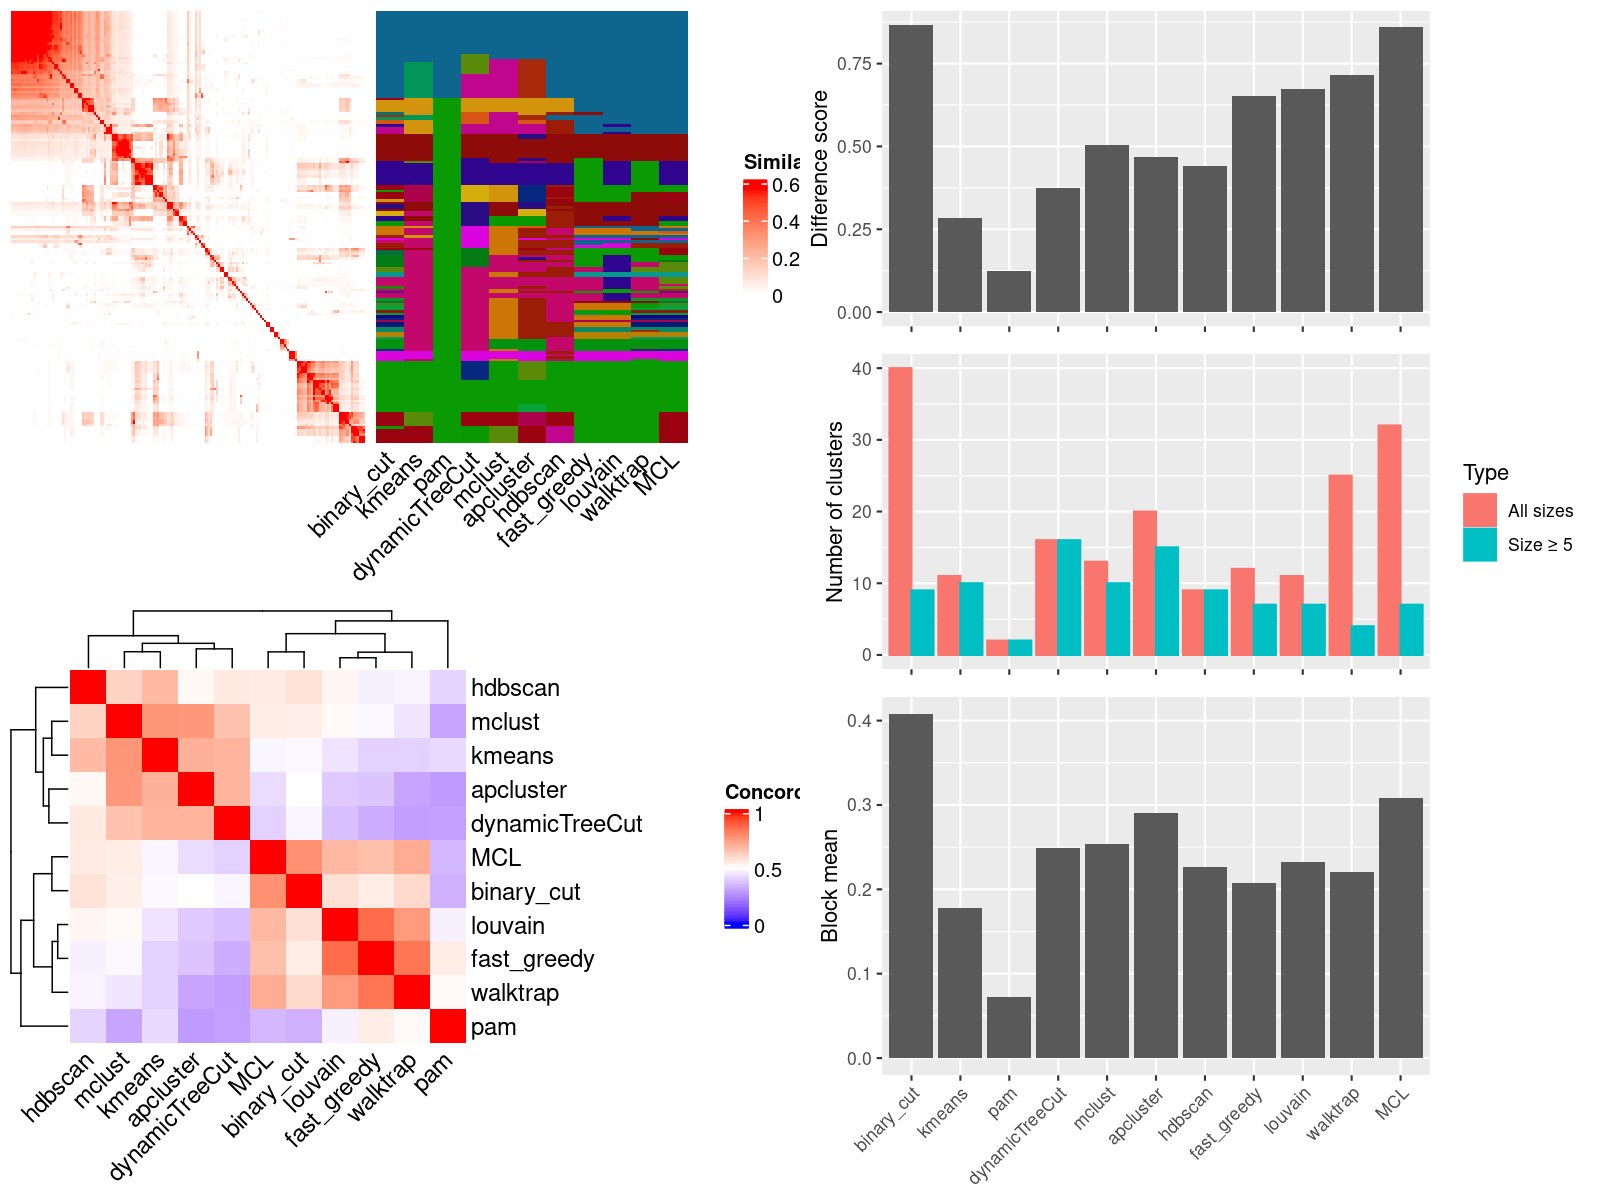 Simila
0.6
0.4
0.2
0
binary_cut
kmeans
pam
dynamicTreeCut
mclust
apcluster
hdbscan
fast_greedy
louvain
walktrap
MCL
hdbscan
mclust
kmeans
apcluster
dynamicTreeCut
MCL
binary_cut
louvain
fast_greedy
walktrap
pam
hdbscan
mclust
kmeans
apcluster
dynamicTreeCut
MCL
binary_cut
louvain
fast_greedy
walktrap
pam
Concord
1
0.5
0
Difference score
0.75
0.50
0.25
0.00
Number of clusters
40
30
20
10
0
Type
All sizes
Size ≥ 5
Block mean
0.4
0.3
0.2
0.1
0.0
binary_cut
kmeans
pam
dynamicTreeCut
mclust
apcluster
hdbscan
fast_greedy
louvain
walktrap
MCL